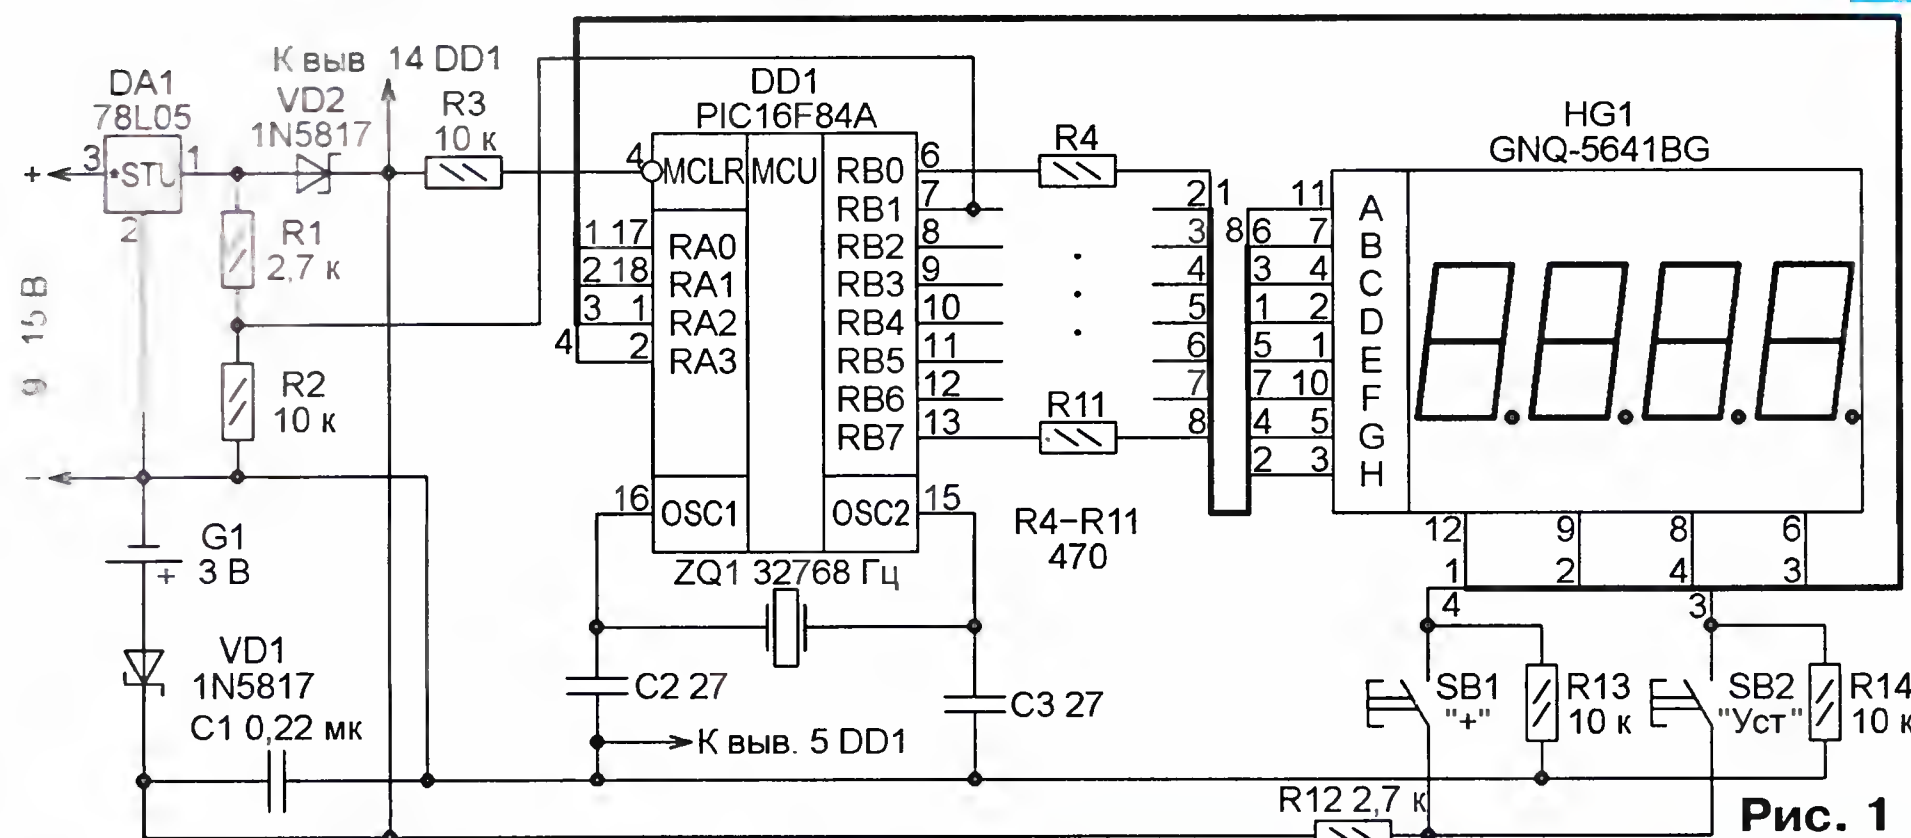 К выв 14 DD1
DA1
78L05
VD2
1N5817
R3
10 к
DD1
PIC16F84A
HG1
GNQ-5641BG
+
3
*STU
1
2
R1
2,7 к
R2
10 к
9 15 В
–
4
MCLR
MCU
1 17
RA0
2 18
RA1
3 1
RA2
4 2
RA3
RB0
6
RB1
7
RB2
8
RB3
9
RB4
10
RB5
11
RB6
12
RB7
13
16
OSC1
OSC2
15
R4
R11
R4–R11
470
1
2
3
4
5
6
7
8
8 11 A
6 7 B
3 4 C
1 2 D
5 1 E
7 10 F
4 5 G
2 3 H
12 9 8 6
1 2 4 3
4 3
G1
+ 3 В
VD1
1N5817
C1 0,22 мк
ZQ1 32768 Гц
C2 27
C3 27
К выв. 5 DD1
SB1
"+"
R13
10 к
SB2
"Уст"
R14
10 к
R12 2,7 к
Рис. 1